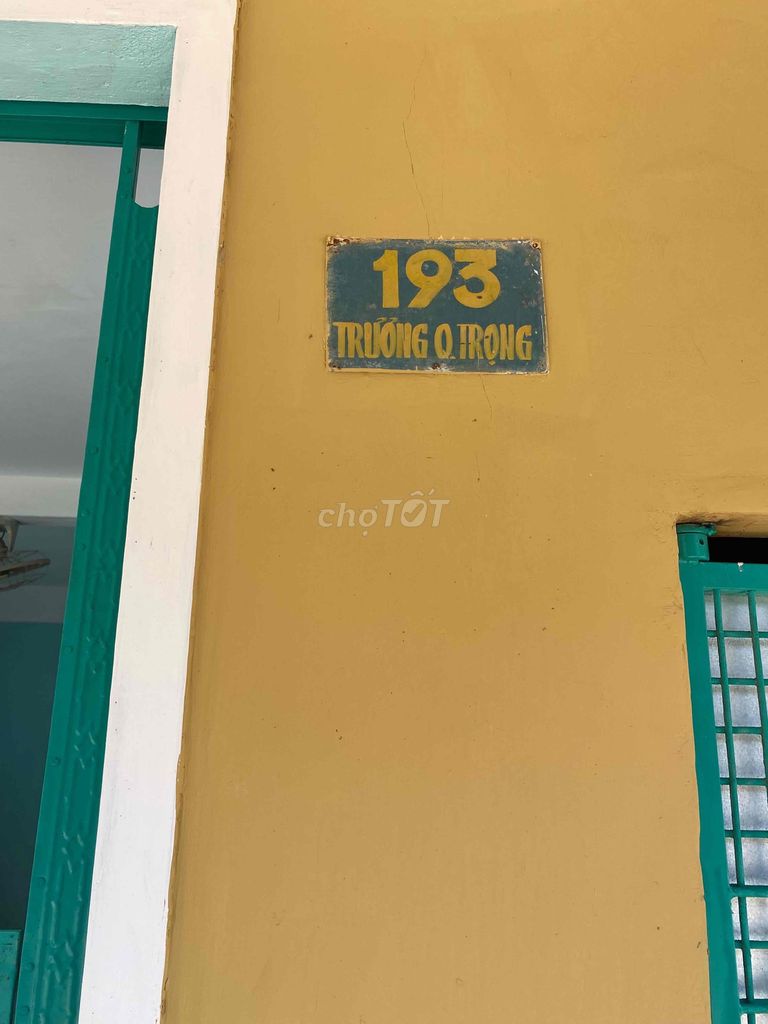 193
TRƯỜNG Q.TRỌNG
chợTỐT